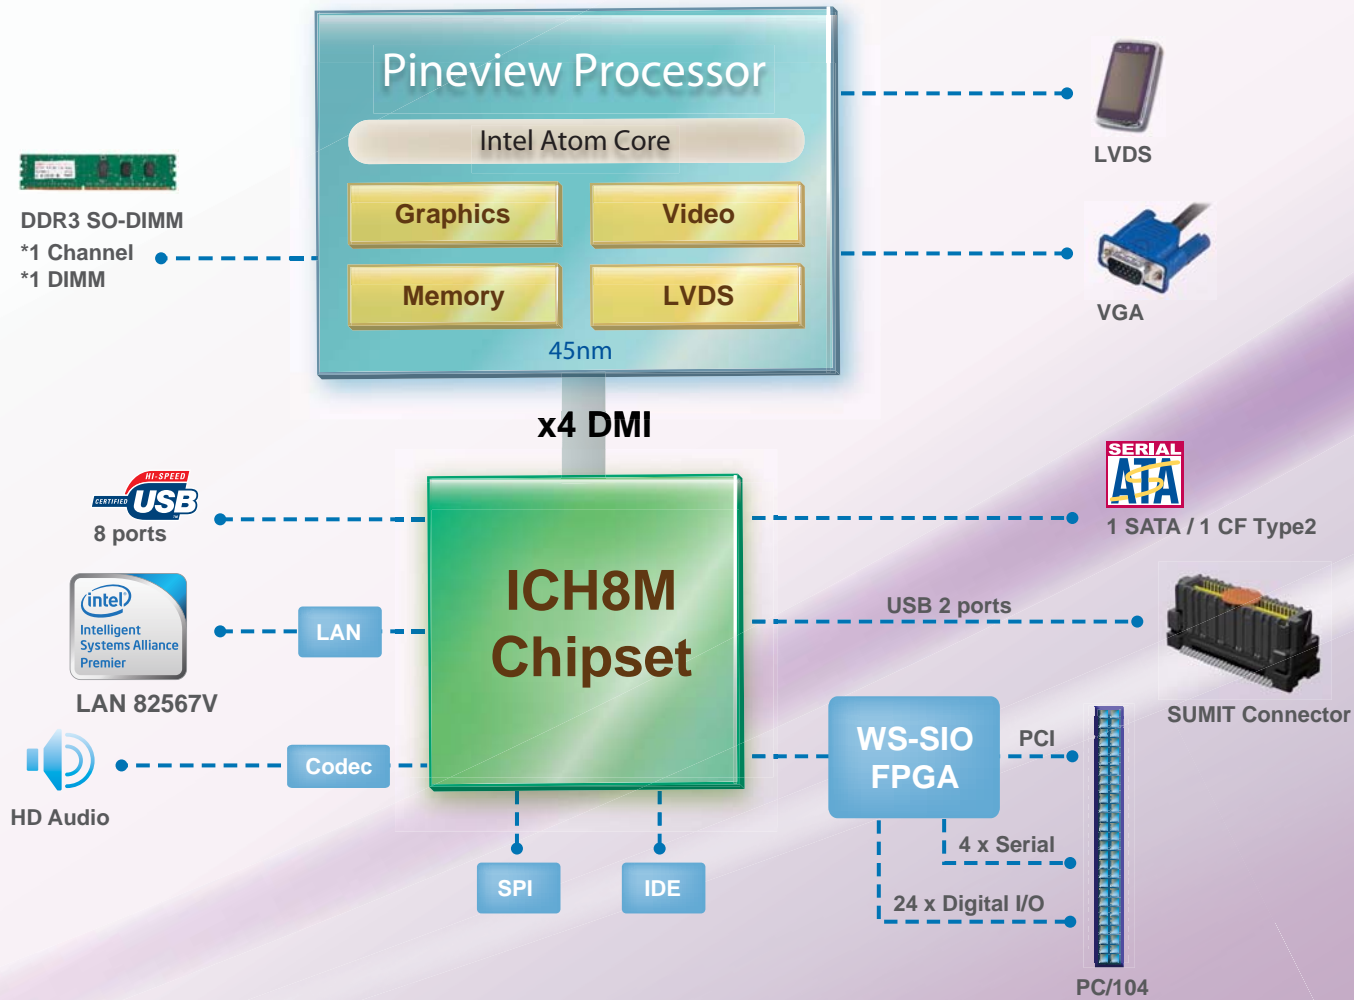 Pineview Processor
Intel Atom Core
Graphics
Video
Memory
LVDS
45nm
DDR3 SO-DIMM
*1 Channel
*1 DIMM
LVDS
VGA
x4 DMI
HI-SPEED
CERTIFIED USB
8 ports
SERIAL
ATA
1 SATA / 1 CF Type2
ICH8M
Chipset
USB 2 ports
SUMIT Connector
intel
Intelligent
Systems Alliance
Premier
LAN
LAN 82567V
WS-SIO
FPGA
PCI
Codec
HD Audio
4 x Serial
SPI
IDE
24 x Digital I/O
PC/104